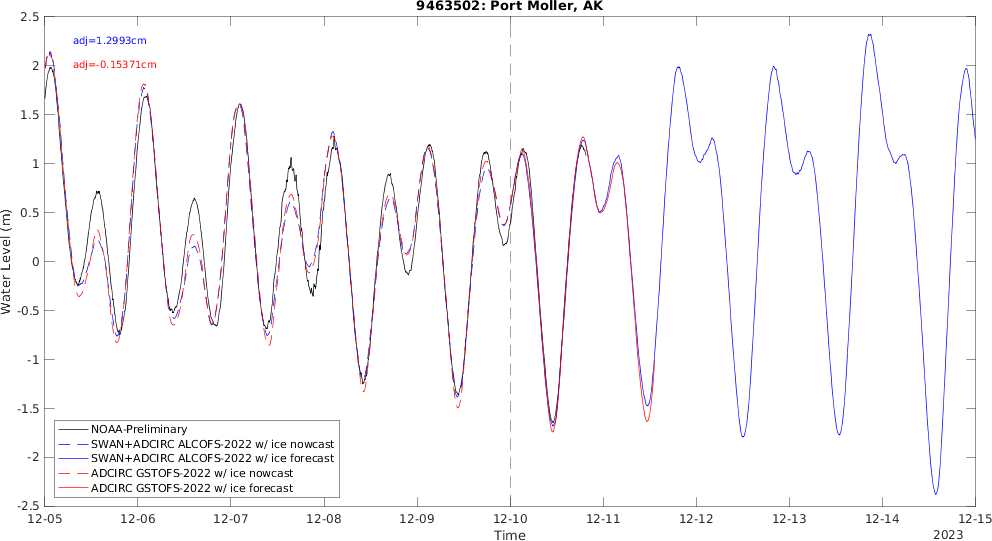 9463502: Port Moller, AK
adj=1.2993cm
adj=-0.15371cm
2.5
2
1.5
1
0.5
0
-0.5
-1
-1.5
-2
-2.5
Water Level (m)
NOAA-Preliminary
SWAN+ADCIRC ALCOFS-2022 w/ ice nowcast
SWAN+ADCIRC ALCOFS-2022 w/ ice forecast
ADCIRC GSTOFS-2022 w/ ice nowcast
ADCIRC GSTOFS-2022 w/ ice forecast
12-05 12-06 12-07 12-08 12-09 12-10 12-11 12-12 12-13 12-14 12-15
Time
2023